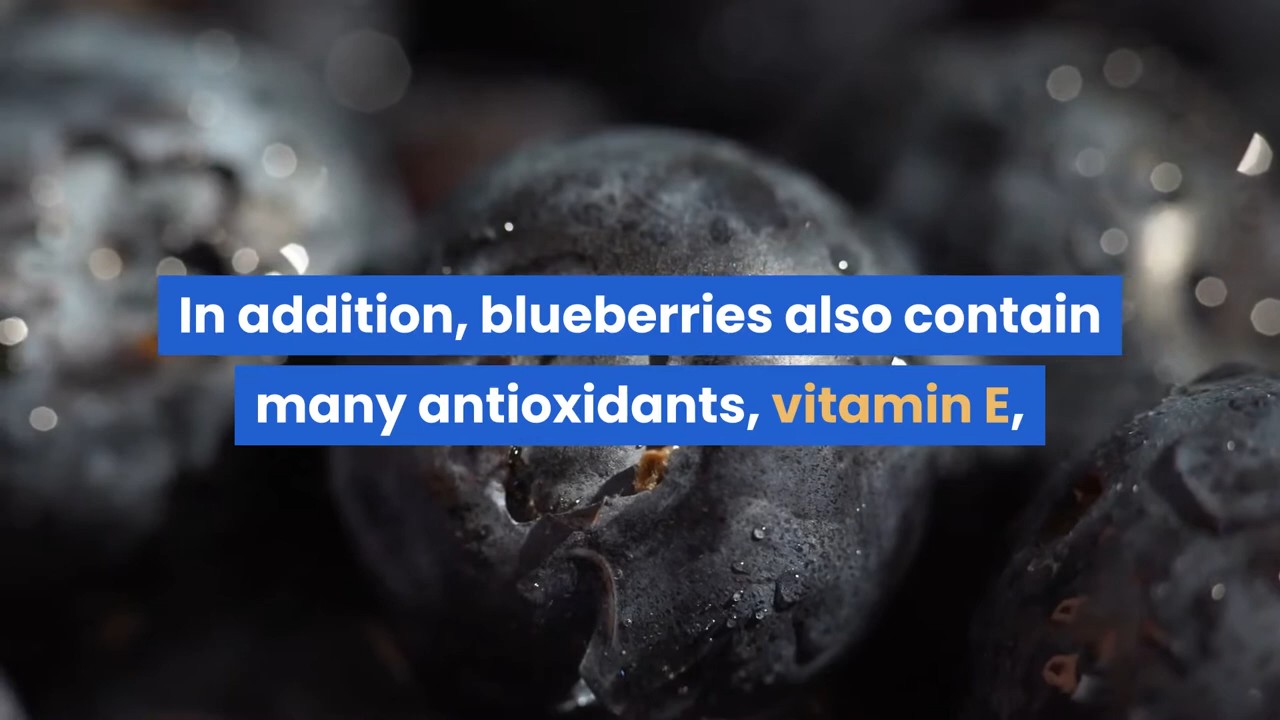 In addition, blueberries also contain
many antioxidants, vitamin E,